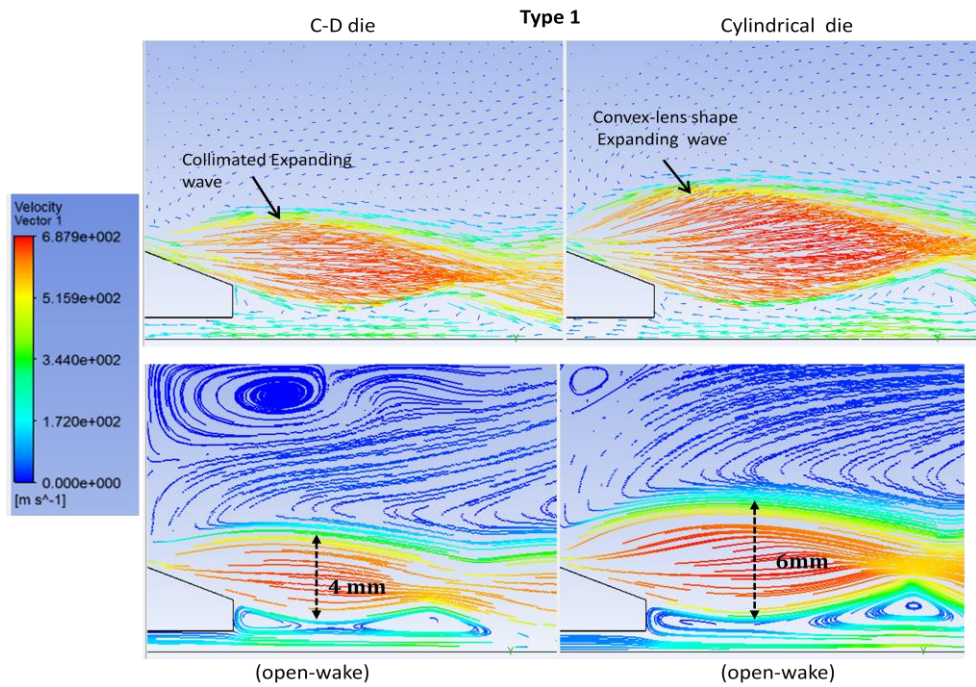 Type 1
C-D die
Cylindrical die
Collimated Expanding
wave
Convex-lens shape
Expanding wave
Velocity
Vector 1
6.879e+002
5.159e+002
3.440e+002
1.720e+002
0.000e+000
[m s^-1]
Y
Y
4 mm
6mm
Y
Y
(open-wake)
(open-wake)